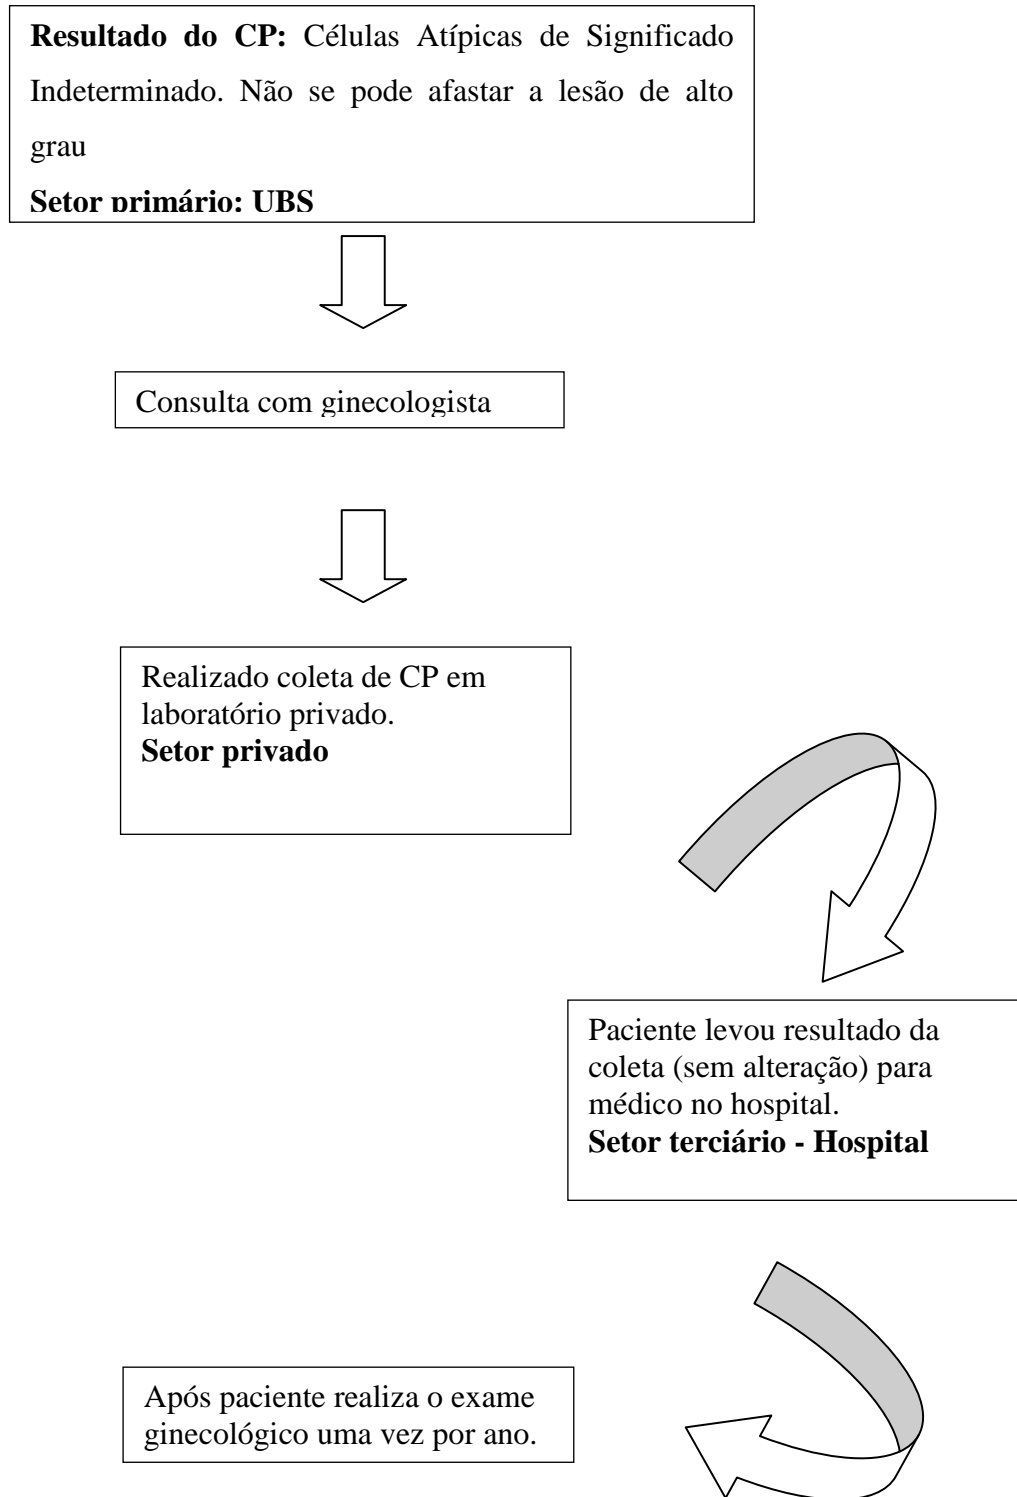 Resultado do CP: Células Atípicas de Significado
Indeterminado. Não se pode afastar a lesão de alto
grau
Setor primário: UBS
Consulta com ginecologista
Realizado coleta de CP em
laboratório privado.
Setor privado
Paciente levou resultado da
coleta (sem alteração) para
médico no hospital.
Setor terciário - Hospital
Após paciente realiza o exame
ginecológico uma vez por ano.